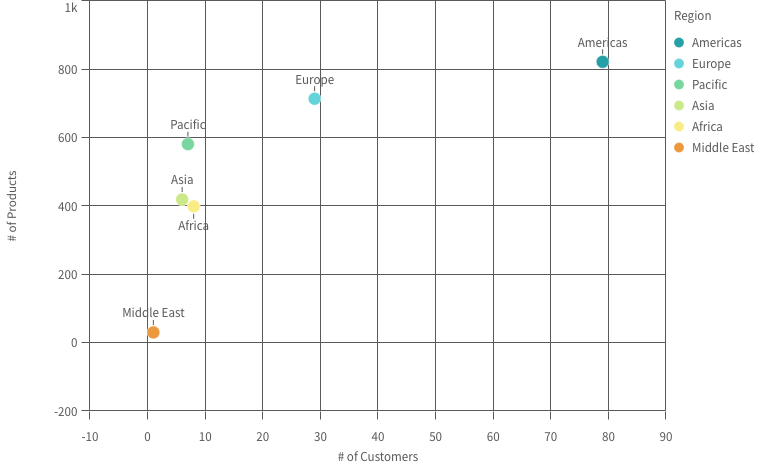 1k
800
600
400
200
0
-200
# of Products
Americas
Europe
Pacific
Asia
Africa
Middle East
-10 0 10 20 30 40 50 60 70 80 90
# of Customers
Region
Americas
Europe
Pacific
Asia
Africa
Middle East